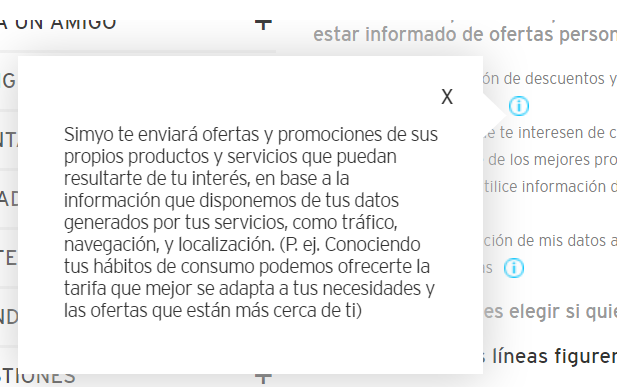 A UN AMIGO +
estar informado de ofertas person
ón de descuentos y
X
te interesen de c
de los mejores pro
tilice información d
Simyo te enviará ofertas y promociones de sus
propios productos y servicios que puedan
resultarte de tu interés, en base a la
información que disponemos de tus datos
generados por tus servicios, como tráfico,
navegación, y localización. (P. ej. Conociendo
tus hábitos de consumo podemos ofrecerte la
tarifa que mejor se adapta a tus necesidades y
las ofertas que están más cerca de ti)
ción de mis datos a
es elegir si quie
líneas figurer
STIONES +